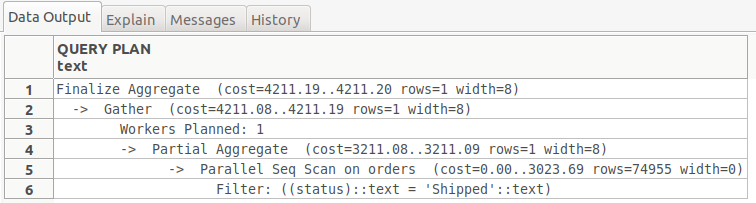 Data Output Explain Messages History
QUERY PLAN
text
1 Finalize Aggregate (cost=4211.19..4211.20 rows=1 width=8)
2 -> Gather (cost=4211.08..4211.19 rows=1 width=8)
3 Workers Planned: 1
4 -> Partial Aggregate (cost=3211.08..3211.09 rows=1 width=8)
5 -> Parallel Seq Scan on orders (cost=0.00..3023.69 rows=74955 width=0)
6 Filter: ((status)::text = 'Shipped'::text)